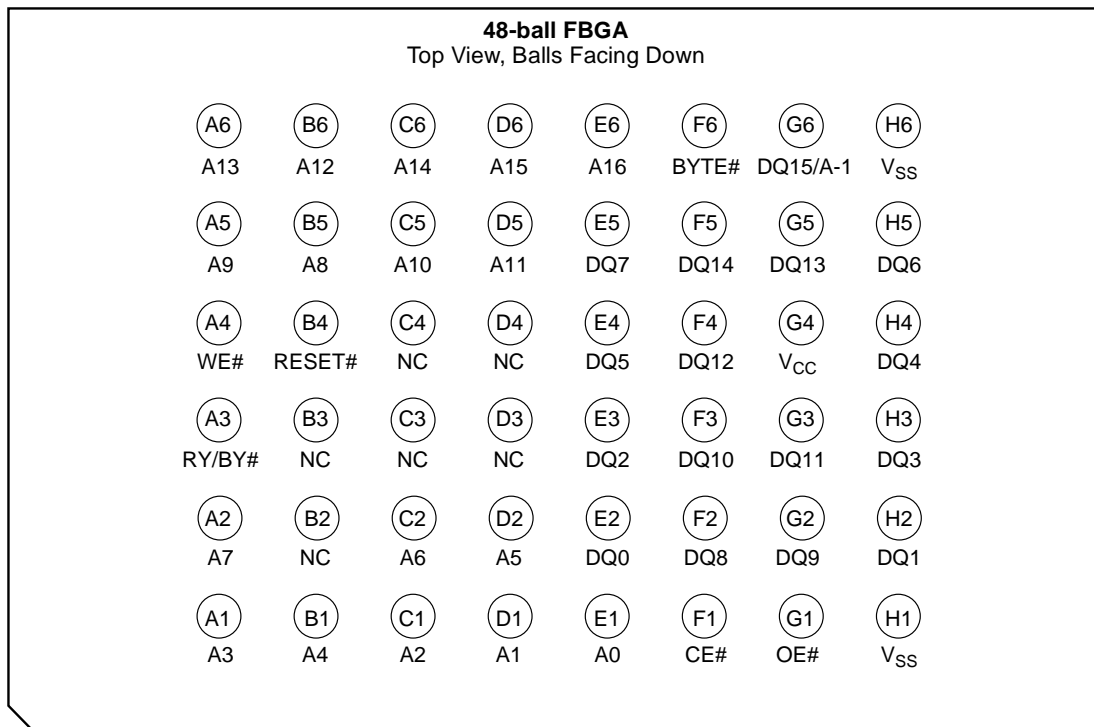 48-ball FBGA
Top View, Balls Facing Down
A6 B6 C6 D6 E6 F6 G6 H6
A13 A12 A14 A15 A16 BYTE# DQ15/A-1 VSS
A5 B5 C5 D5 E5 F5 G5 H5
A9 A8 A10 A11 DQ7 DQ14 DQ13 DQ6
A4 B4 C4 D4 E4 F4 G4 H4
WE# RESET# NC NC DQ5 DQ12 VCC DQ4
A3 B3 C3 D3 E3 F3 G3 H3
RY/BY# NC NC NC DQ2 DQ10 DQ11 DQ3
A2 B2 C2 D2 E2 F2 G2 H2
A7 NC A6 A5 DQ0 DQ8 DQ9 DQ1
A1 B1 C1 D1 E1 F1 G1 H1
A3 A4 A2 A1 A0 CE# OE# VSS